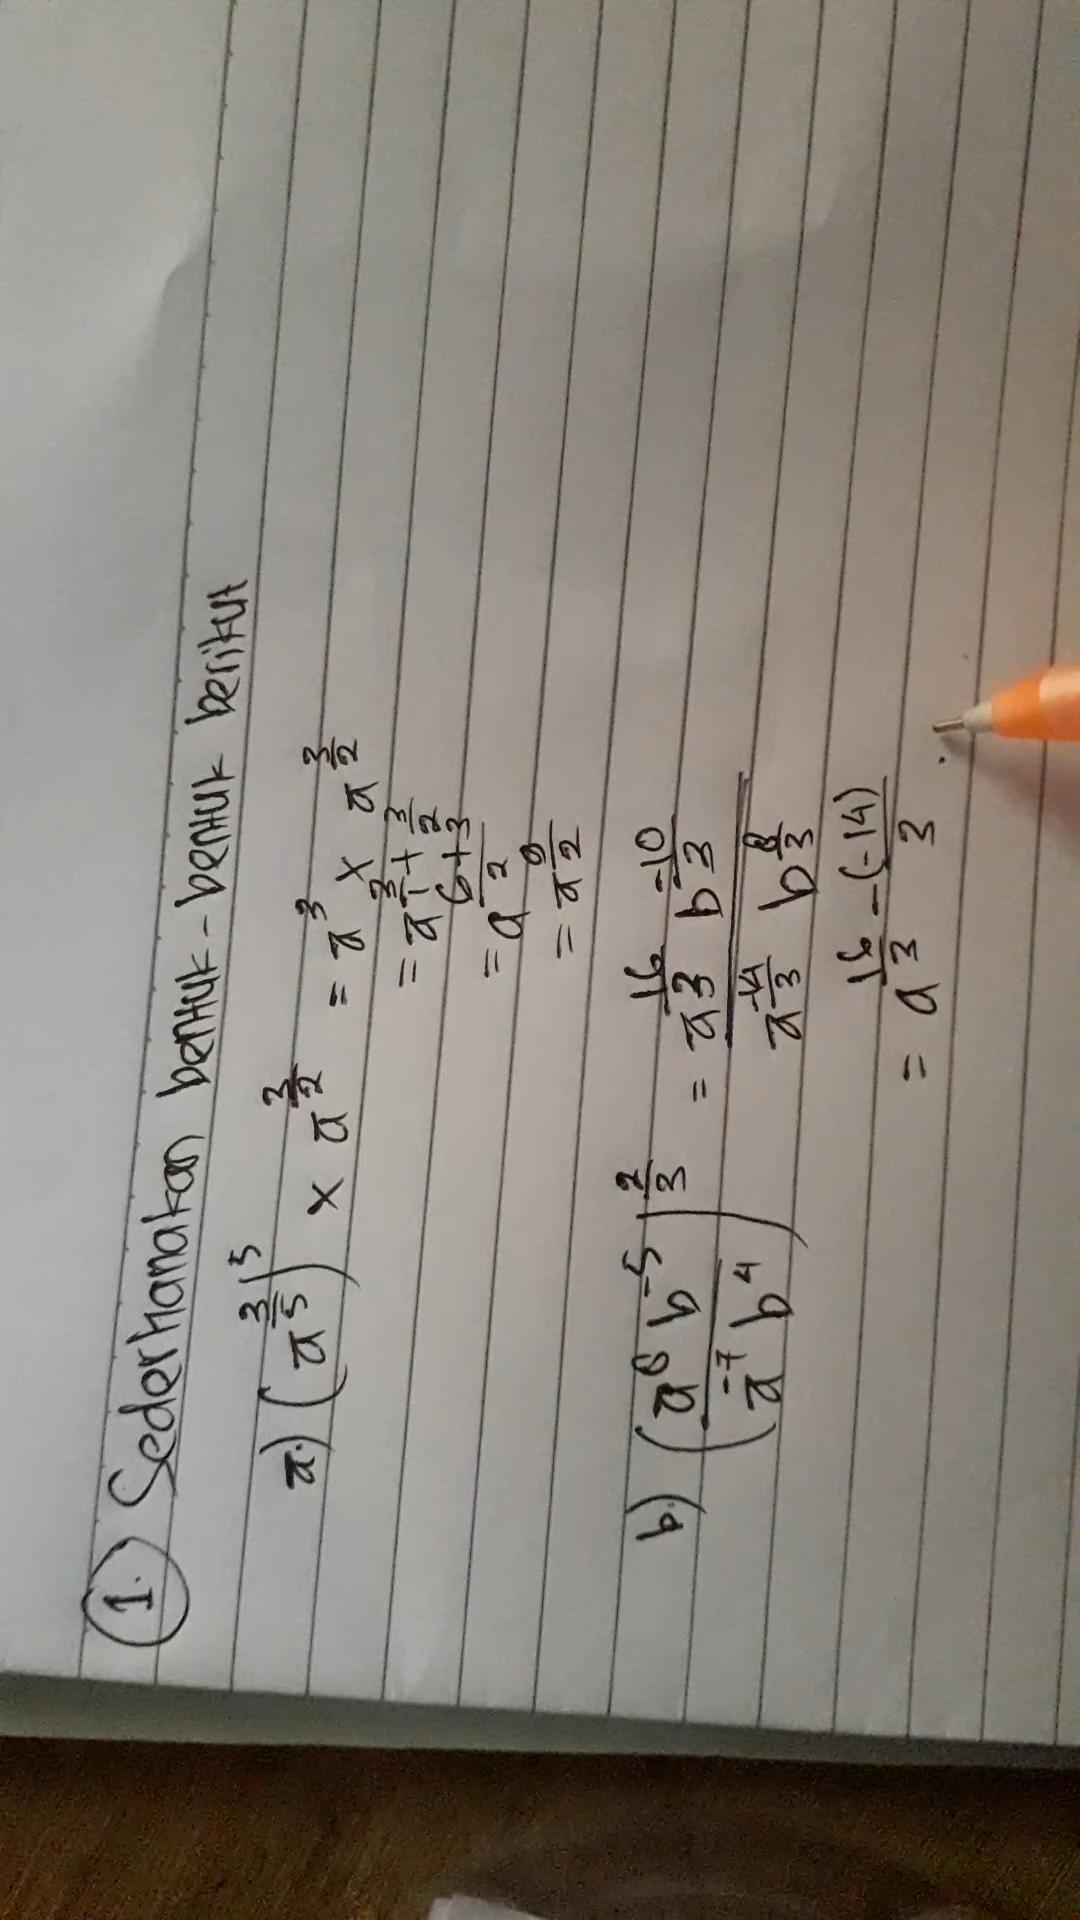 1. Sederhanakan bentuk-bentuk berikut
a.) (a^{3/5})^5 × a^{3/2} = a^3 × a^{3/2}
= a^{3/1 + 3/2}
= a^{(6+3)/2}
= a^{9/2}
b.) (a^8 b^{-5} / a^{-7} b^4)^{2/3} = a^{16/3} b^{-10/3} / a^{-14/3} b^{8/3}
= a^{16/3 - (-14)/3}